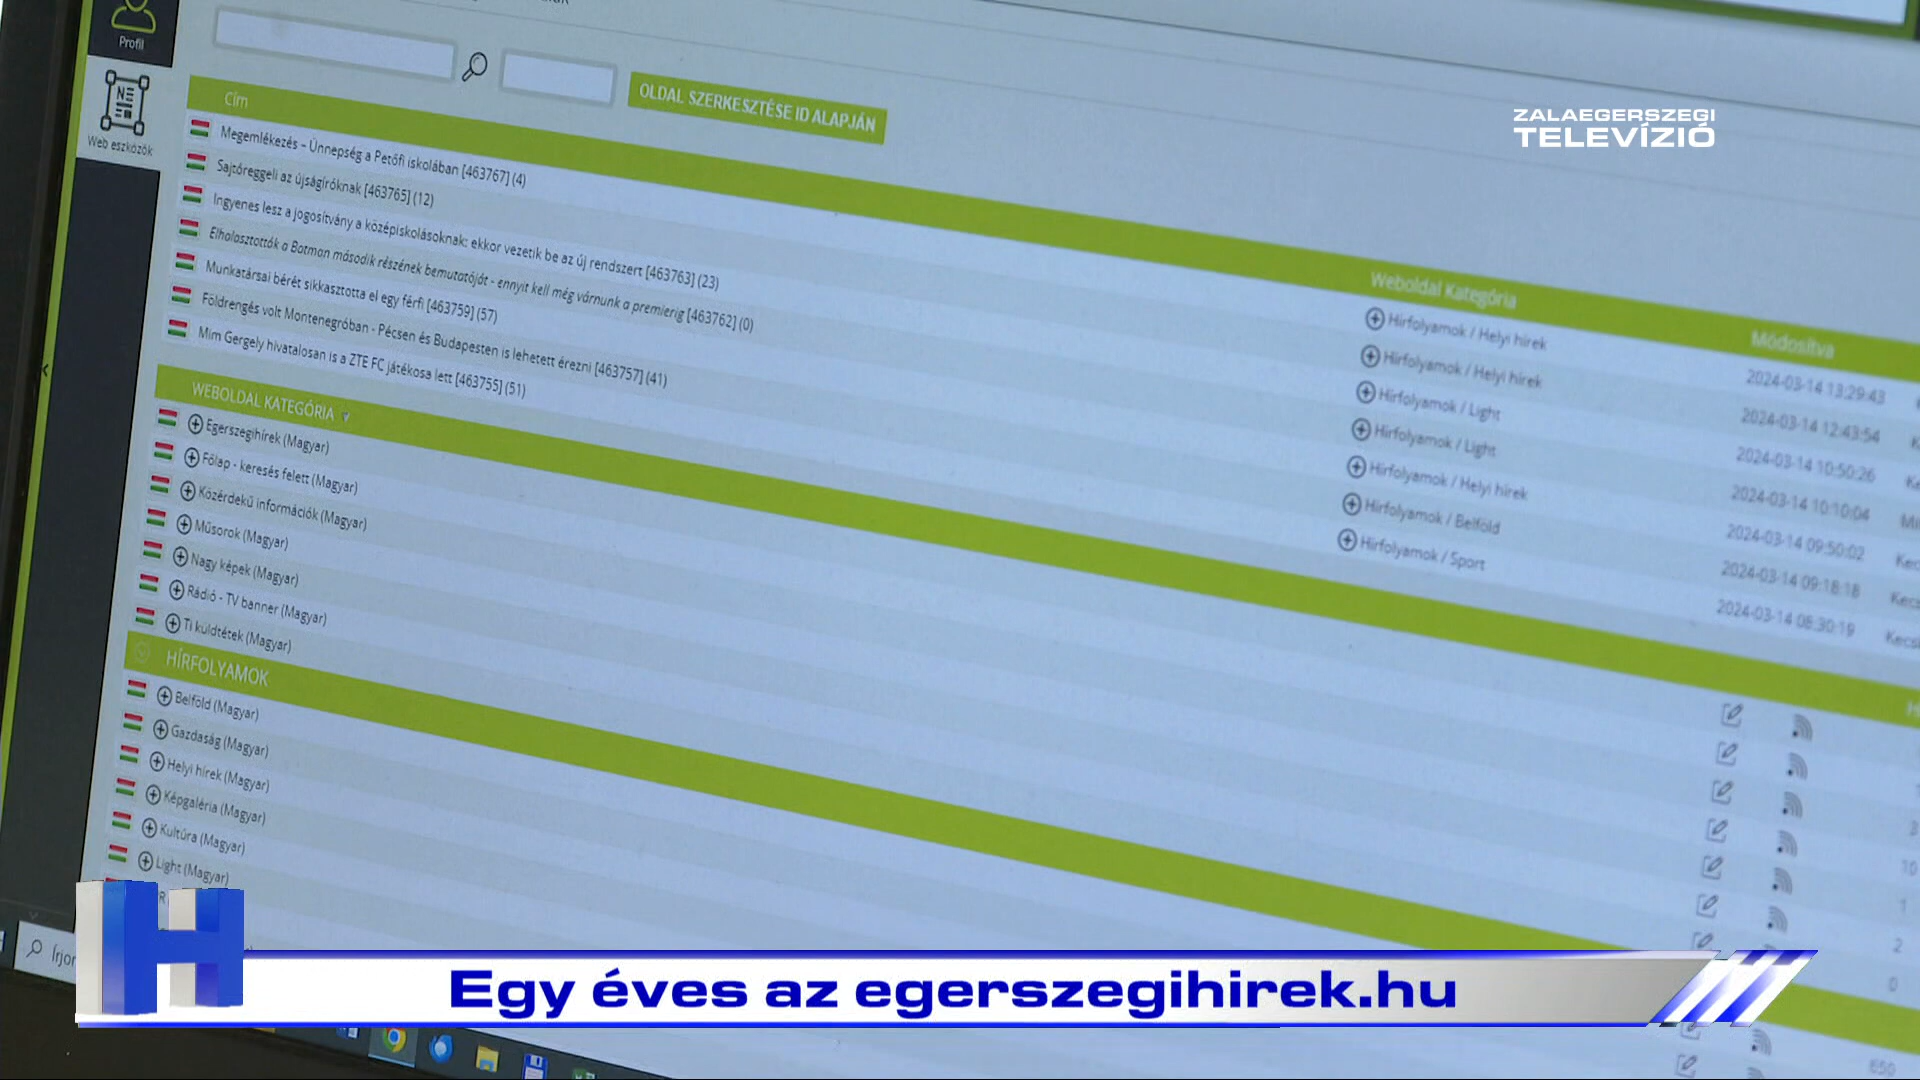 Profil
Web eszközök
OLDAL SZERKESZTÉSE ID ALAPJÁN
ZALAEGERSZEGI
TELEVÍZIÓ
Cím
Weboldal Kategória
Módosítva
Megemlékezés – Ünnepség a Petőfi iskolában [463767] (4)
Hírfolyamok / Helyi hírek
2024-03-14 13:29:43
Sajtóreggeli az újságíróknak [463765] (12)
Hírfolyamok / Helyi hírek
2024-03-14 12:43:54
Ingyenes lesz a jogosítvány a középiskolásoknak: ekkor vezetik be az új rendszert [463763] (23)
Hírfolyamok / Light
2024-03-14 10:50:26
Elhalasztották a Batman második részének bemutatóját - ennyit kell még várnunk a premierig [463762] (0)
Hírfolyamok / Light
2024-03-14 10:10:04
Munkatársai bérét sikkasztotta el egy férfi [463759] (57)
Hírfolyamok / Helyi hírek
2024-03-14 09:50:02
Földrengés volt Montenegróban - Pécsen és Budapesten is lehetett érezni [463757] (41)
Hírfolyamok / Belföld
2024-03-14 09:18:18
Mim Gergely hivatalosan is a ZTE FC játékosa lett [463755] (51)
Hírfolyamok / Sport
2024-03-14 08:30:19
WEBOLDAL KATEGÓRIA
Egerszegihírek (Magyar)
Főlap - keresés felett (Magyar)
Közérdekű információk (Magyar)
Műsorok (Magyar)
Nagy képek (Magyar)
Rádió - TV banner (Magyar)
Ti küldtétek (Magyar)
HÍRFOLYAMOK
Belföld (Magyar)
Gazdaság (Magyar)
Helyi hírek (Magyar)
Képgaléria (Magyar)
Kultúra (Magyar)
Light (Magyar)
H
Egy éves az egerszegihirek.hu